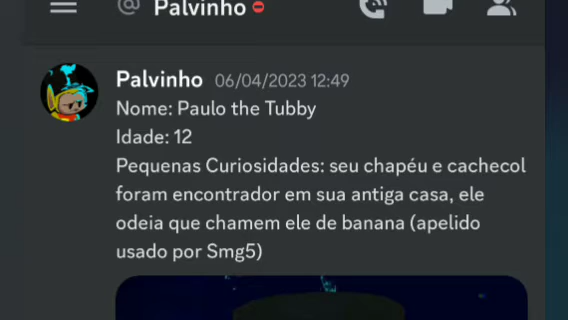 @ Palvinho
Palvinho 06/04/2023 12:49
Nome: Paulo the Tubby
Idade: 12
Pequenas Curiosidades: seu chapéu e cachecol
foram encontrador em sua antiga casa, ele
odeia que chamem ele de banana (apelido
usado por Smg5)